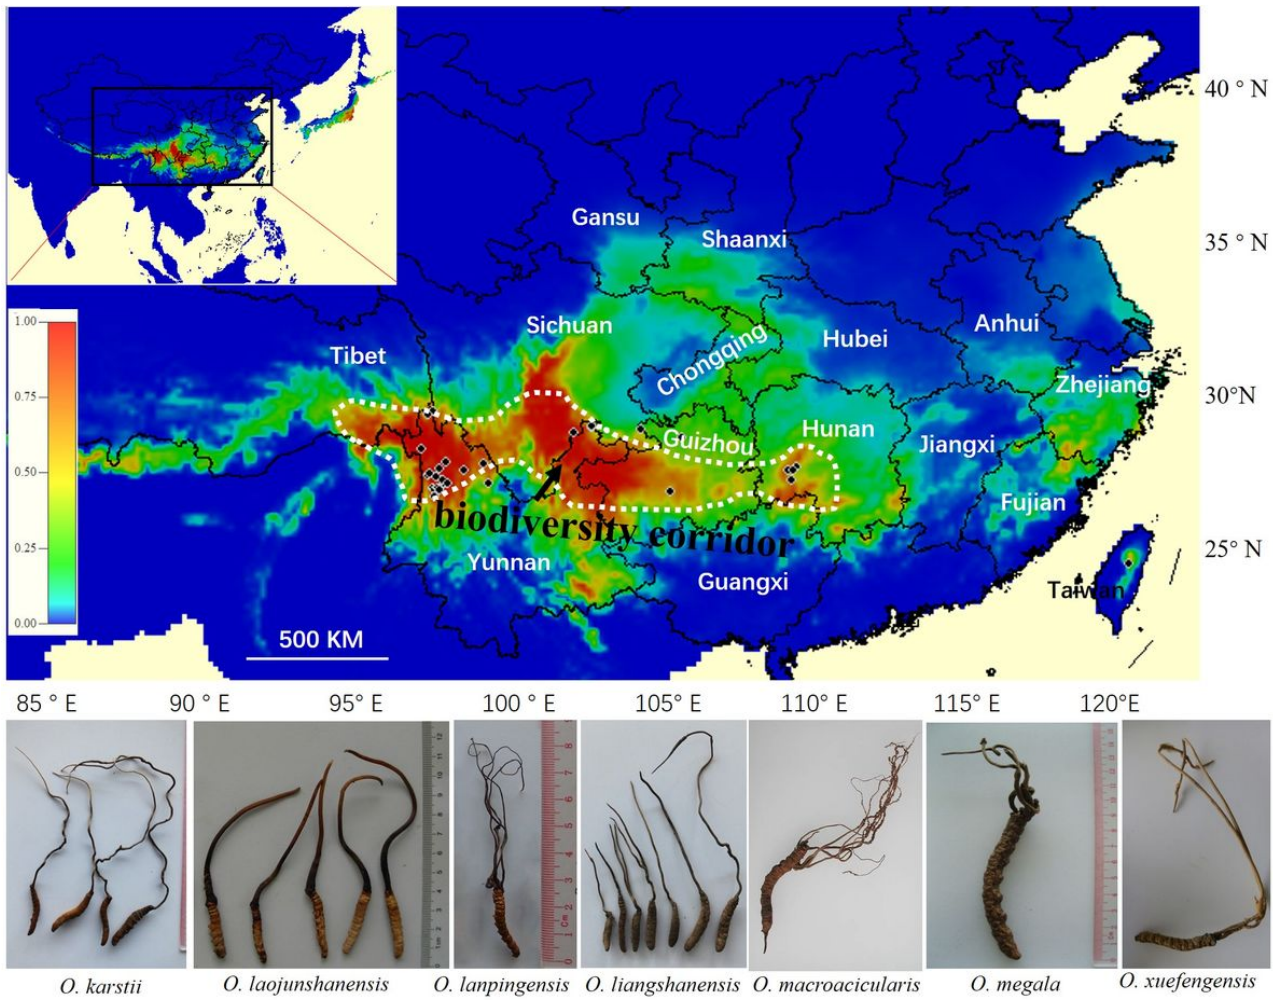 40 ° N
Gansu
Shaanxi
35 ° N
1.00
Sichuan
Anhui
Chongqing
Hubei
Tibet
Zhejiang
30°N
0.75
Guizhou
Hunan
Jiangxi
0.50
Fujian
biodiversity corridor
0.25
25° N
Yunnan
Guangxi
Taiwan
0.00
500 KM
85 ° E 90 ° E 95° E 100 ° E 105° E 110° E 115° E 120°E
O. karstii O. laojunshanensis O. lanpingensis O. liangshanensis O. macroacicularis O. megala O. xuefengensis